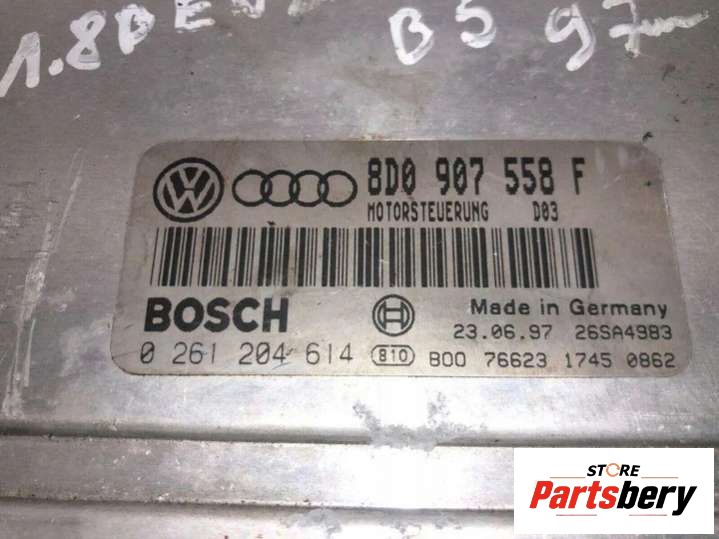 1.8 BEN
B5 97
8D0 907 558 F
MOTORSTEUERUNG D03
BOSCH
Made in Germany
23.06.97 26SA4983
0 261 204 614 810 B00 76623 1745 0862
STORE
Partsbery